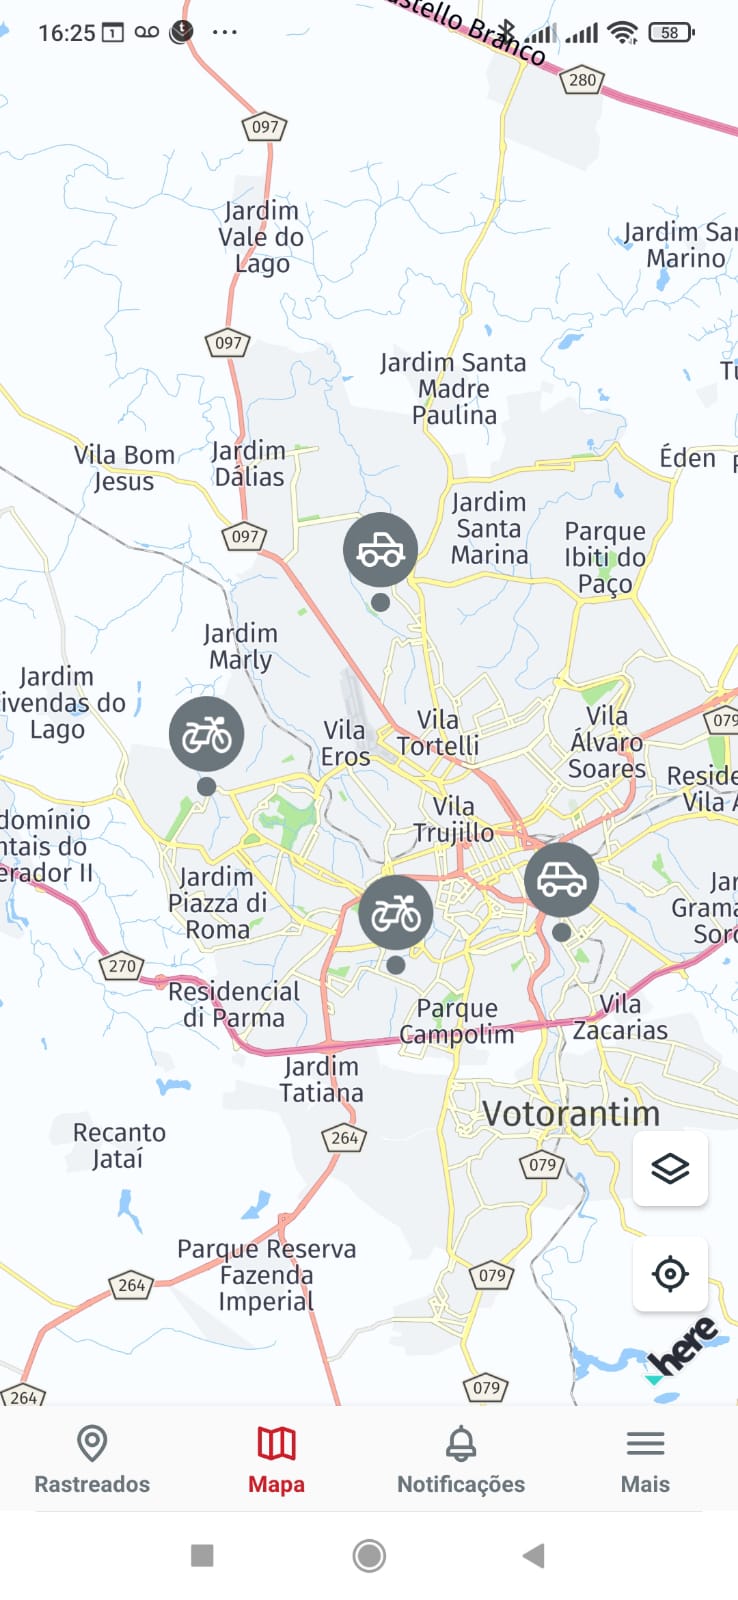 16:25
58
stello Branco
280
097
Jardim
Vale do
Lago
Jardim Sa
Marino
097
Jardim Santa
Madre
Paulina
Vila Bom
Jesus
Jardim
Dálias
Éden
Jardim
Santa
Marina
Parque
Ibiti do
Paço
097
Jardim
Marly
Jardim
ivendas do
Lago
Vila
Eros
Vila
Tortelli
Vila
Álvaro
Soares
079
Reside
Vila A
Vila
Trujillo
domínio
ntais do
erador II
Jardim
Piazza di
Roma
Jar
Grama
Soro
270
Residencial
di Parma
Parque
Campolim
Vila
Zacarias
Jardim
Tatiana
Votorantim
Recanto
Jataí
264
079
Parque Reserva
Fazenda
Imperial
264
079
here
264
079
Rastreados
Mapa
Notificações
Mais